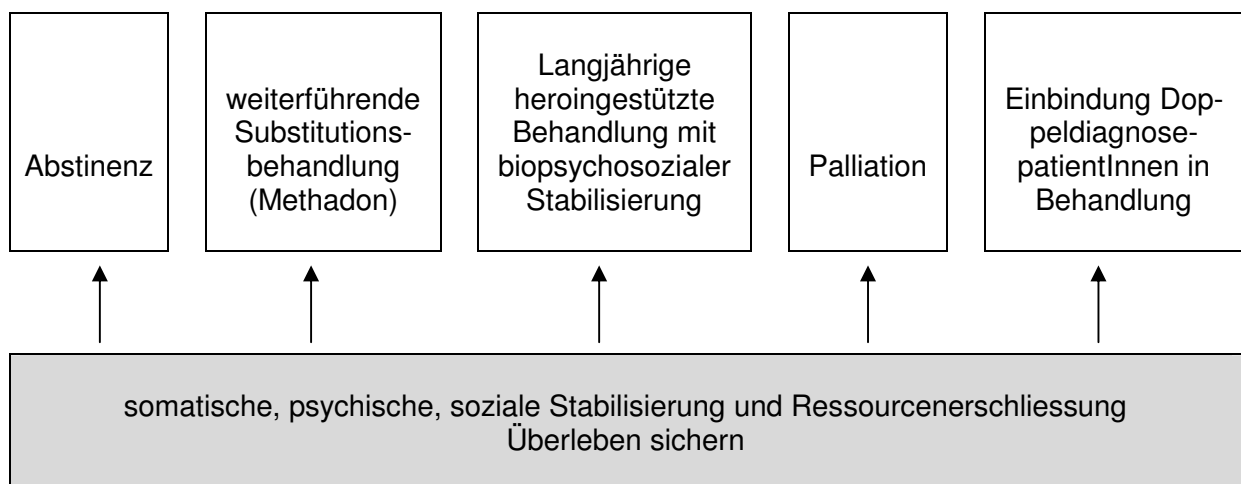 Abstinenz
weiterführende
Substitutions-
behandlung
(Methadon)
Langjährige
heroingestützte
Behandlung mit
biopsychosozialer
Stabilisierung
Palliation
Einbindung Dop-
peldiagnose-
patientInnen in
Behandlung
somatische, psychische, soziale Stabilisierung und Ressourcenerschliessung
Überleben sichern